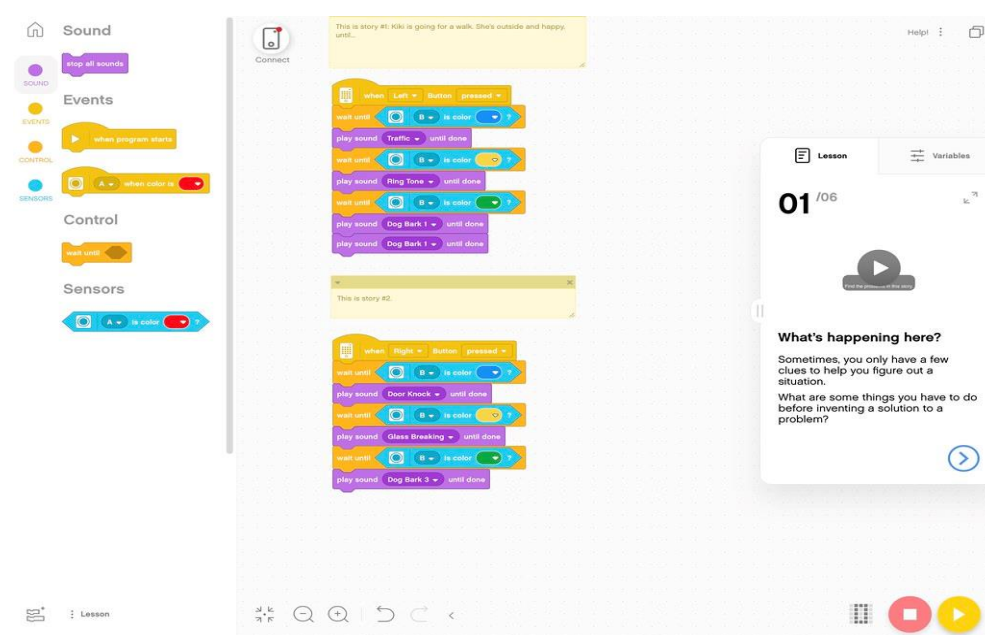 Sound
stop all sounds
SOUND
Events
EVENTS
when program starts
CONTROL
A when color is
SENSORS
Control
wait until
Sensors
A is color ?
Lesson
Connect
This is story #1: Kiki is going for a walk. She's outside and happy,
until...
when Left Button pressed
wait until B is color ?
play sound Traffic until done
wait until B is color ?
play sound Ring Tone until done
wait until B is color ?
play sound Dog Bark 1 until done
play sound Dog Bark 1 until done
This is story #2.
when Right Button pressed
wait until B is color ?
play sound Door Knock until done
wait until B is color ?
play sound Glass Breaking until done
wait until B is color ?
play sound Dog Bark 3 until done
Help!
Lesson
Variables
01 /06
Find the problems in this story.
What's happening here?
Sometimes, you only have a few
clues to help you figure out a
situation.
What are some things you have to do
before inventing a solution to a
problem?